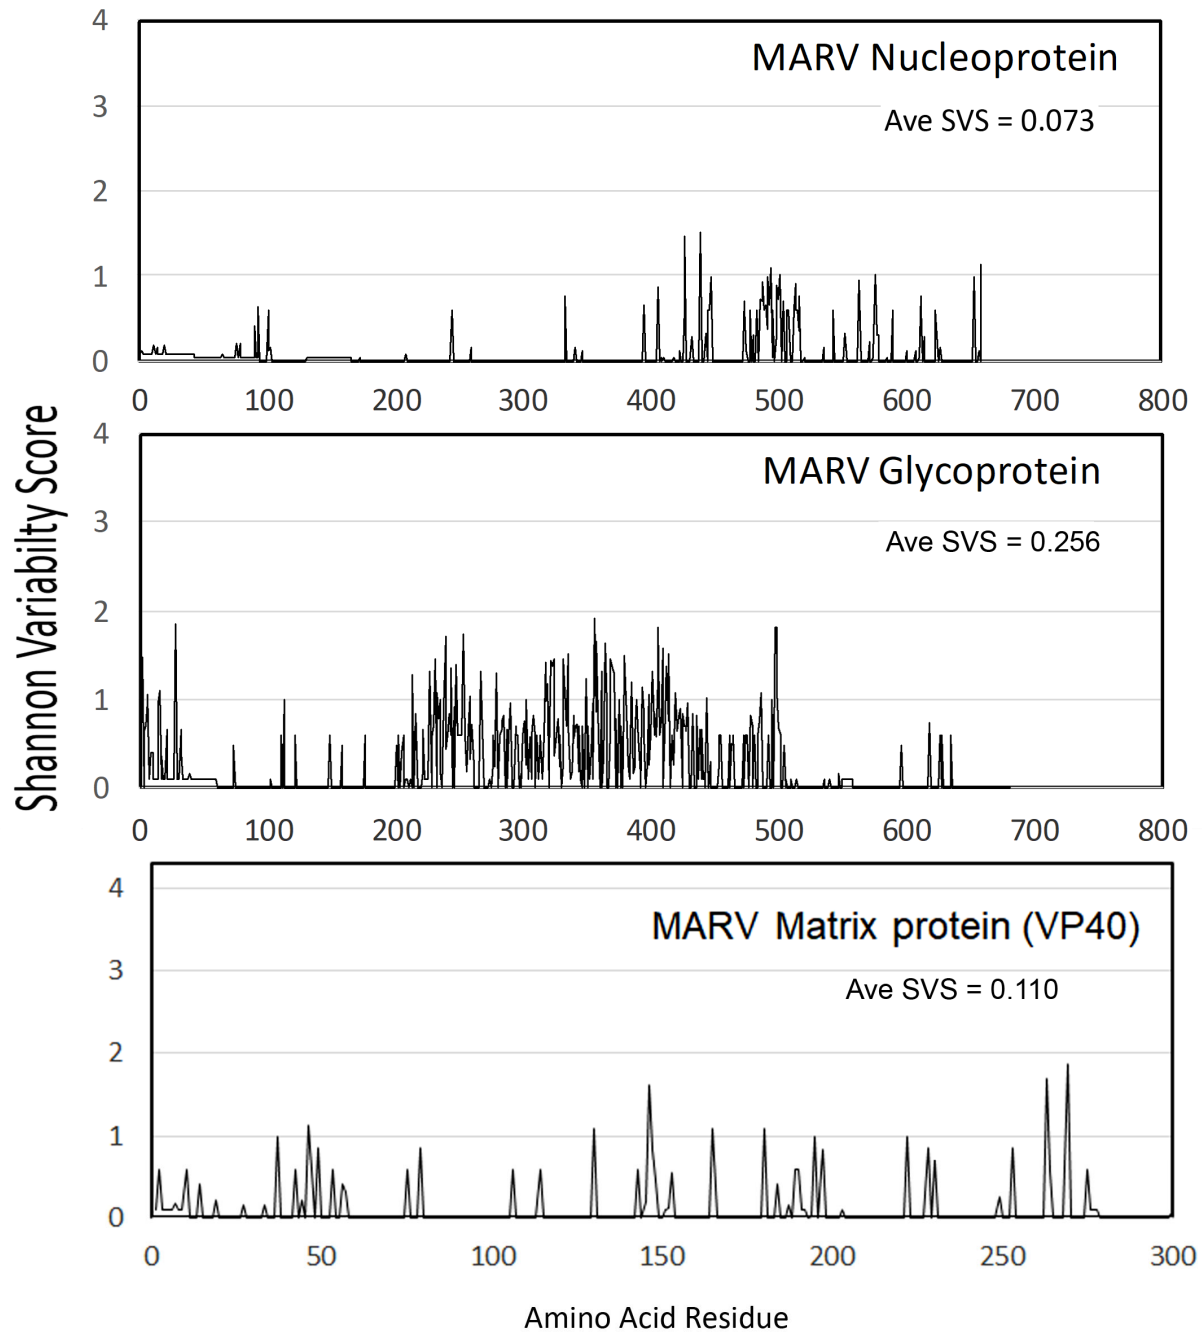 4
MARV Nucleoprotein
Ave SVS = 0.073
3
2
1
0
0 100 200 300 400 500 600 700 800
Shannon Variabilty Score
4
MARV Glycoprotein
Ave SVS = 0.256
3
2
1
0
0 100 200 300 400 500 600 700 800
4
MARV Matrix protein (VP40)
3
Ave SVS = 0.110
2
1
0
0 50 100 150 200 250 300
Amino Acid Residue